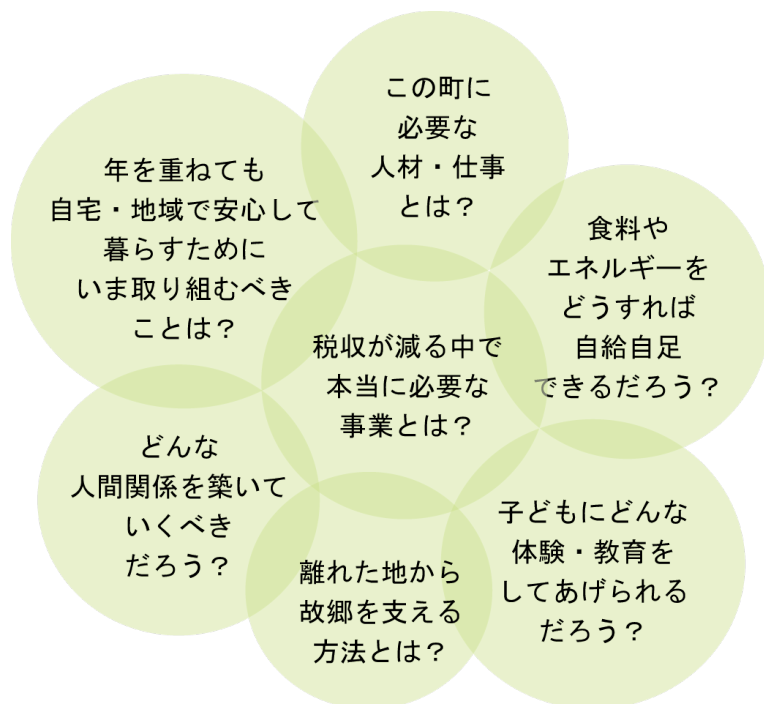 この町に
必要な
人材・仕事
とは？
年を重ねても
自宅・地域で安心して
暮らすために
いま取り組むべき
ことは？
食料や
エネルギーを
どうすれば
自給自足
できるだろう？
税収が減る中で
本当に必要な
事業とは？
どんな
人間関係を築いて
いくべき
だろう？
離れた地から
故郷を支える
方法とは？
子どもにどんな
体験・教育を
してあげられる
だろう？